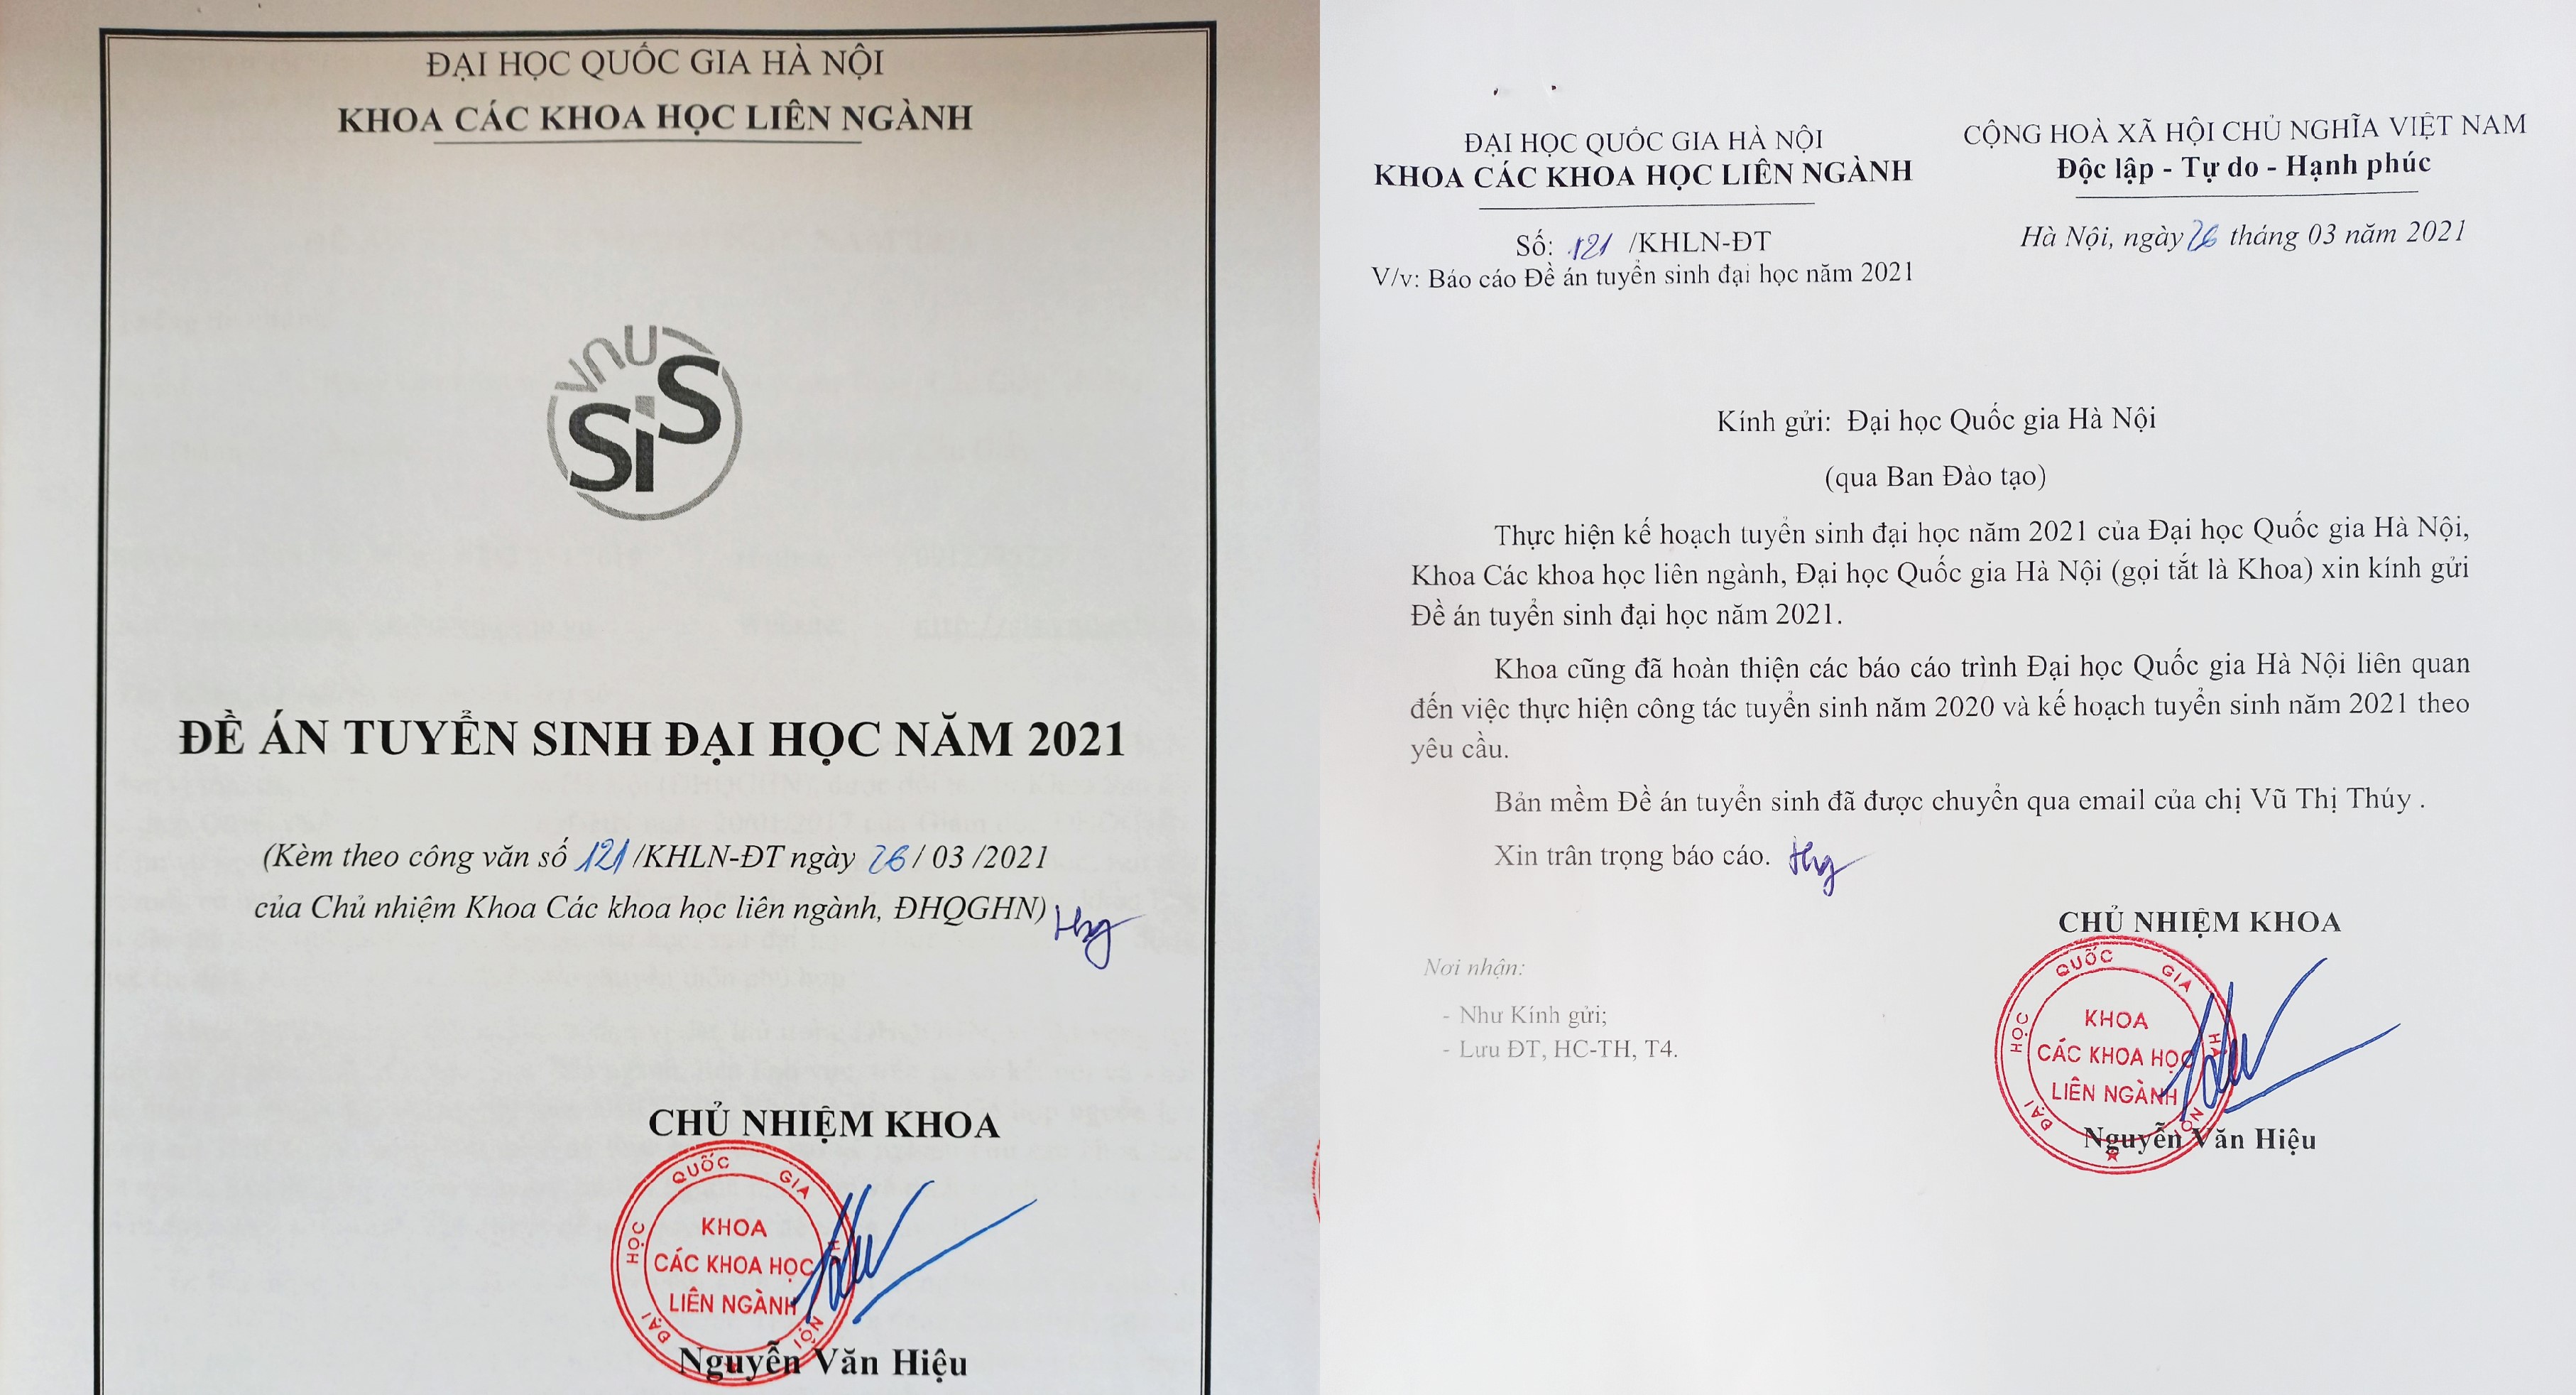 ĐẠI HỌC QUỐC GIA HÀ NỘI
KHOA CÁC KHOA HỌC LIÊN NGÀNH
VNU
SiS
ĐỀ ÁN TUYỂN SINH ĐẠI HỌC NĂM 2021
(Kèm theo công văn số 121/KHLN-ĐT ngày 26/ 03 /2021
của Chủ nhiệm Khoa Các khoa học liên ngành, ĐHQGHN)
CHỦ NHIỆM KHOA
ĐẠI HỌC QUỐC GIA HÀ NỘI
KHOA
CÁC KHOA HỌC
LIÊN NGÀNH
Nguyễn Văn Hiệu
ĐẠI HỌC QUỐC GIA HÀ NỘI
KHOA CÁC KHOA HỌC LIÊN NGÀNH
Số: 121 /KHLN-ĐT
V/v: Báo cáo Đề án tuyển sinh đại học năm 2021
CỘNG HOÀ XÃ HỘI CHỦ NGHĨA VIỆT NAM
Độc lập - Tự do - Hạnh phúc
Hà Nội, ngày 26 tháng 03 năm 2021
Kính gửi: Đại học Quốc gia Hà Nội
(qua Ban Đào tạo)
Thực hiện kế hoạch tuyển sinh đại học năm 2021 của Đại học Quốc gia Hà Nội,
Khoa Các khoa học liên ngành, Đại học Quốc gia Hà Nội (gọi tắt là Khoa) xin kính gửi
Đề án tuyển sinh đại học năm 2021.
Khoa cũng đã hoàn thiện các báo cáo trình Đại học Quốc gia Hà Nội liên quan
đến việc thực hiện công tác tuyển sinh năm 2020 và kế hoạch tuyển sinh năm 2021 theo
yêu cầu.
Bản mềm Đề án tuyển sinh đã được chuyển qua email của chị Vũ Thị Thúy .
Xin trân trọng báo cáo.
Nơi nhận:
- Như Kính gửi;
- Lưu ĐT, HC-TH, T4.
CHỦ NHIỆM KHOA
ĐẠI HỌC QUỐC GIA HÀ NỘI
KHOA
CÁC KHOA HỌC
LIÊN NGÀNH
Nguyễn Văn Hiệu